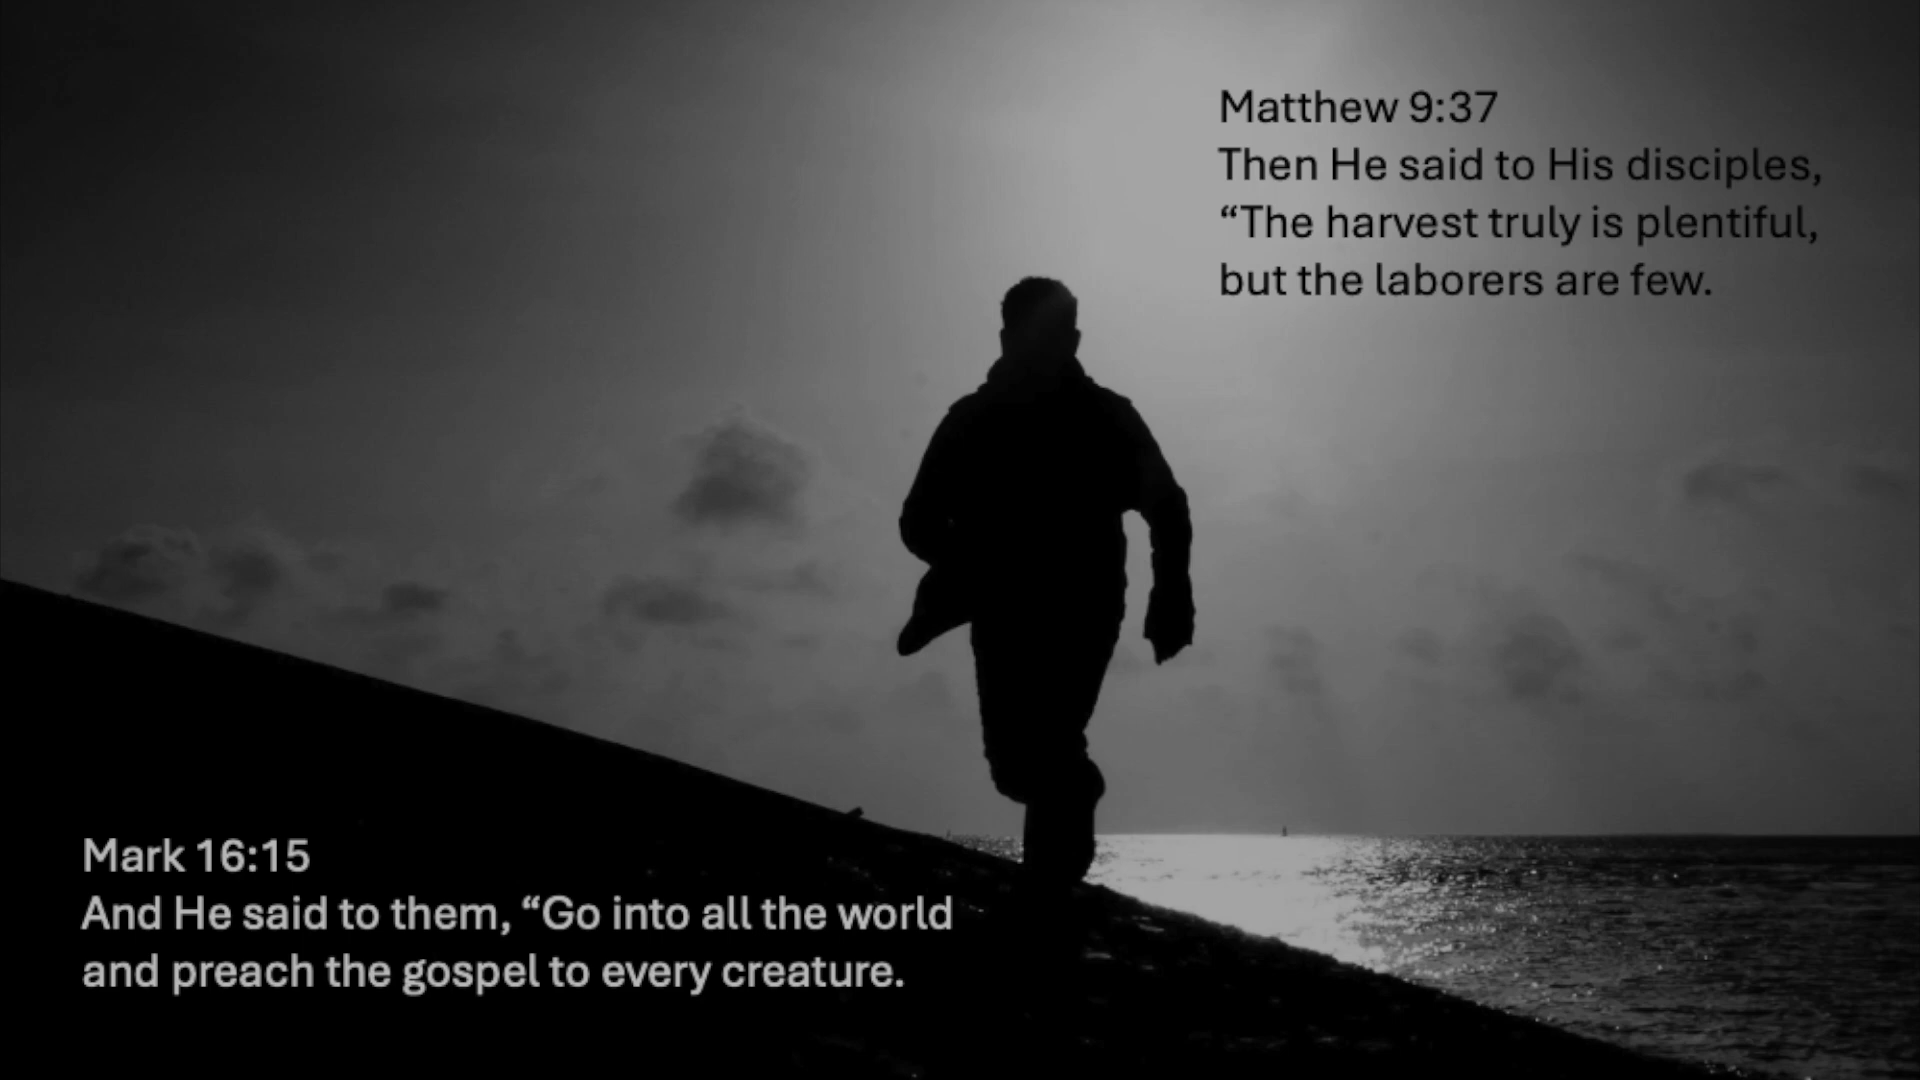 Matthew 9:37
Then He said to His disciples,
“The harvest truly is plentiful,
but the laborers are few.
Mark 16:15
And He said to them, “Go into all the world
and preach the gospel to every creature.